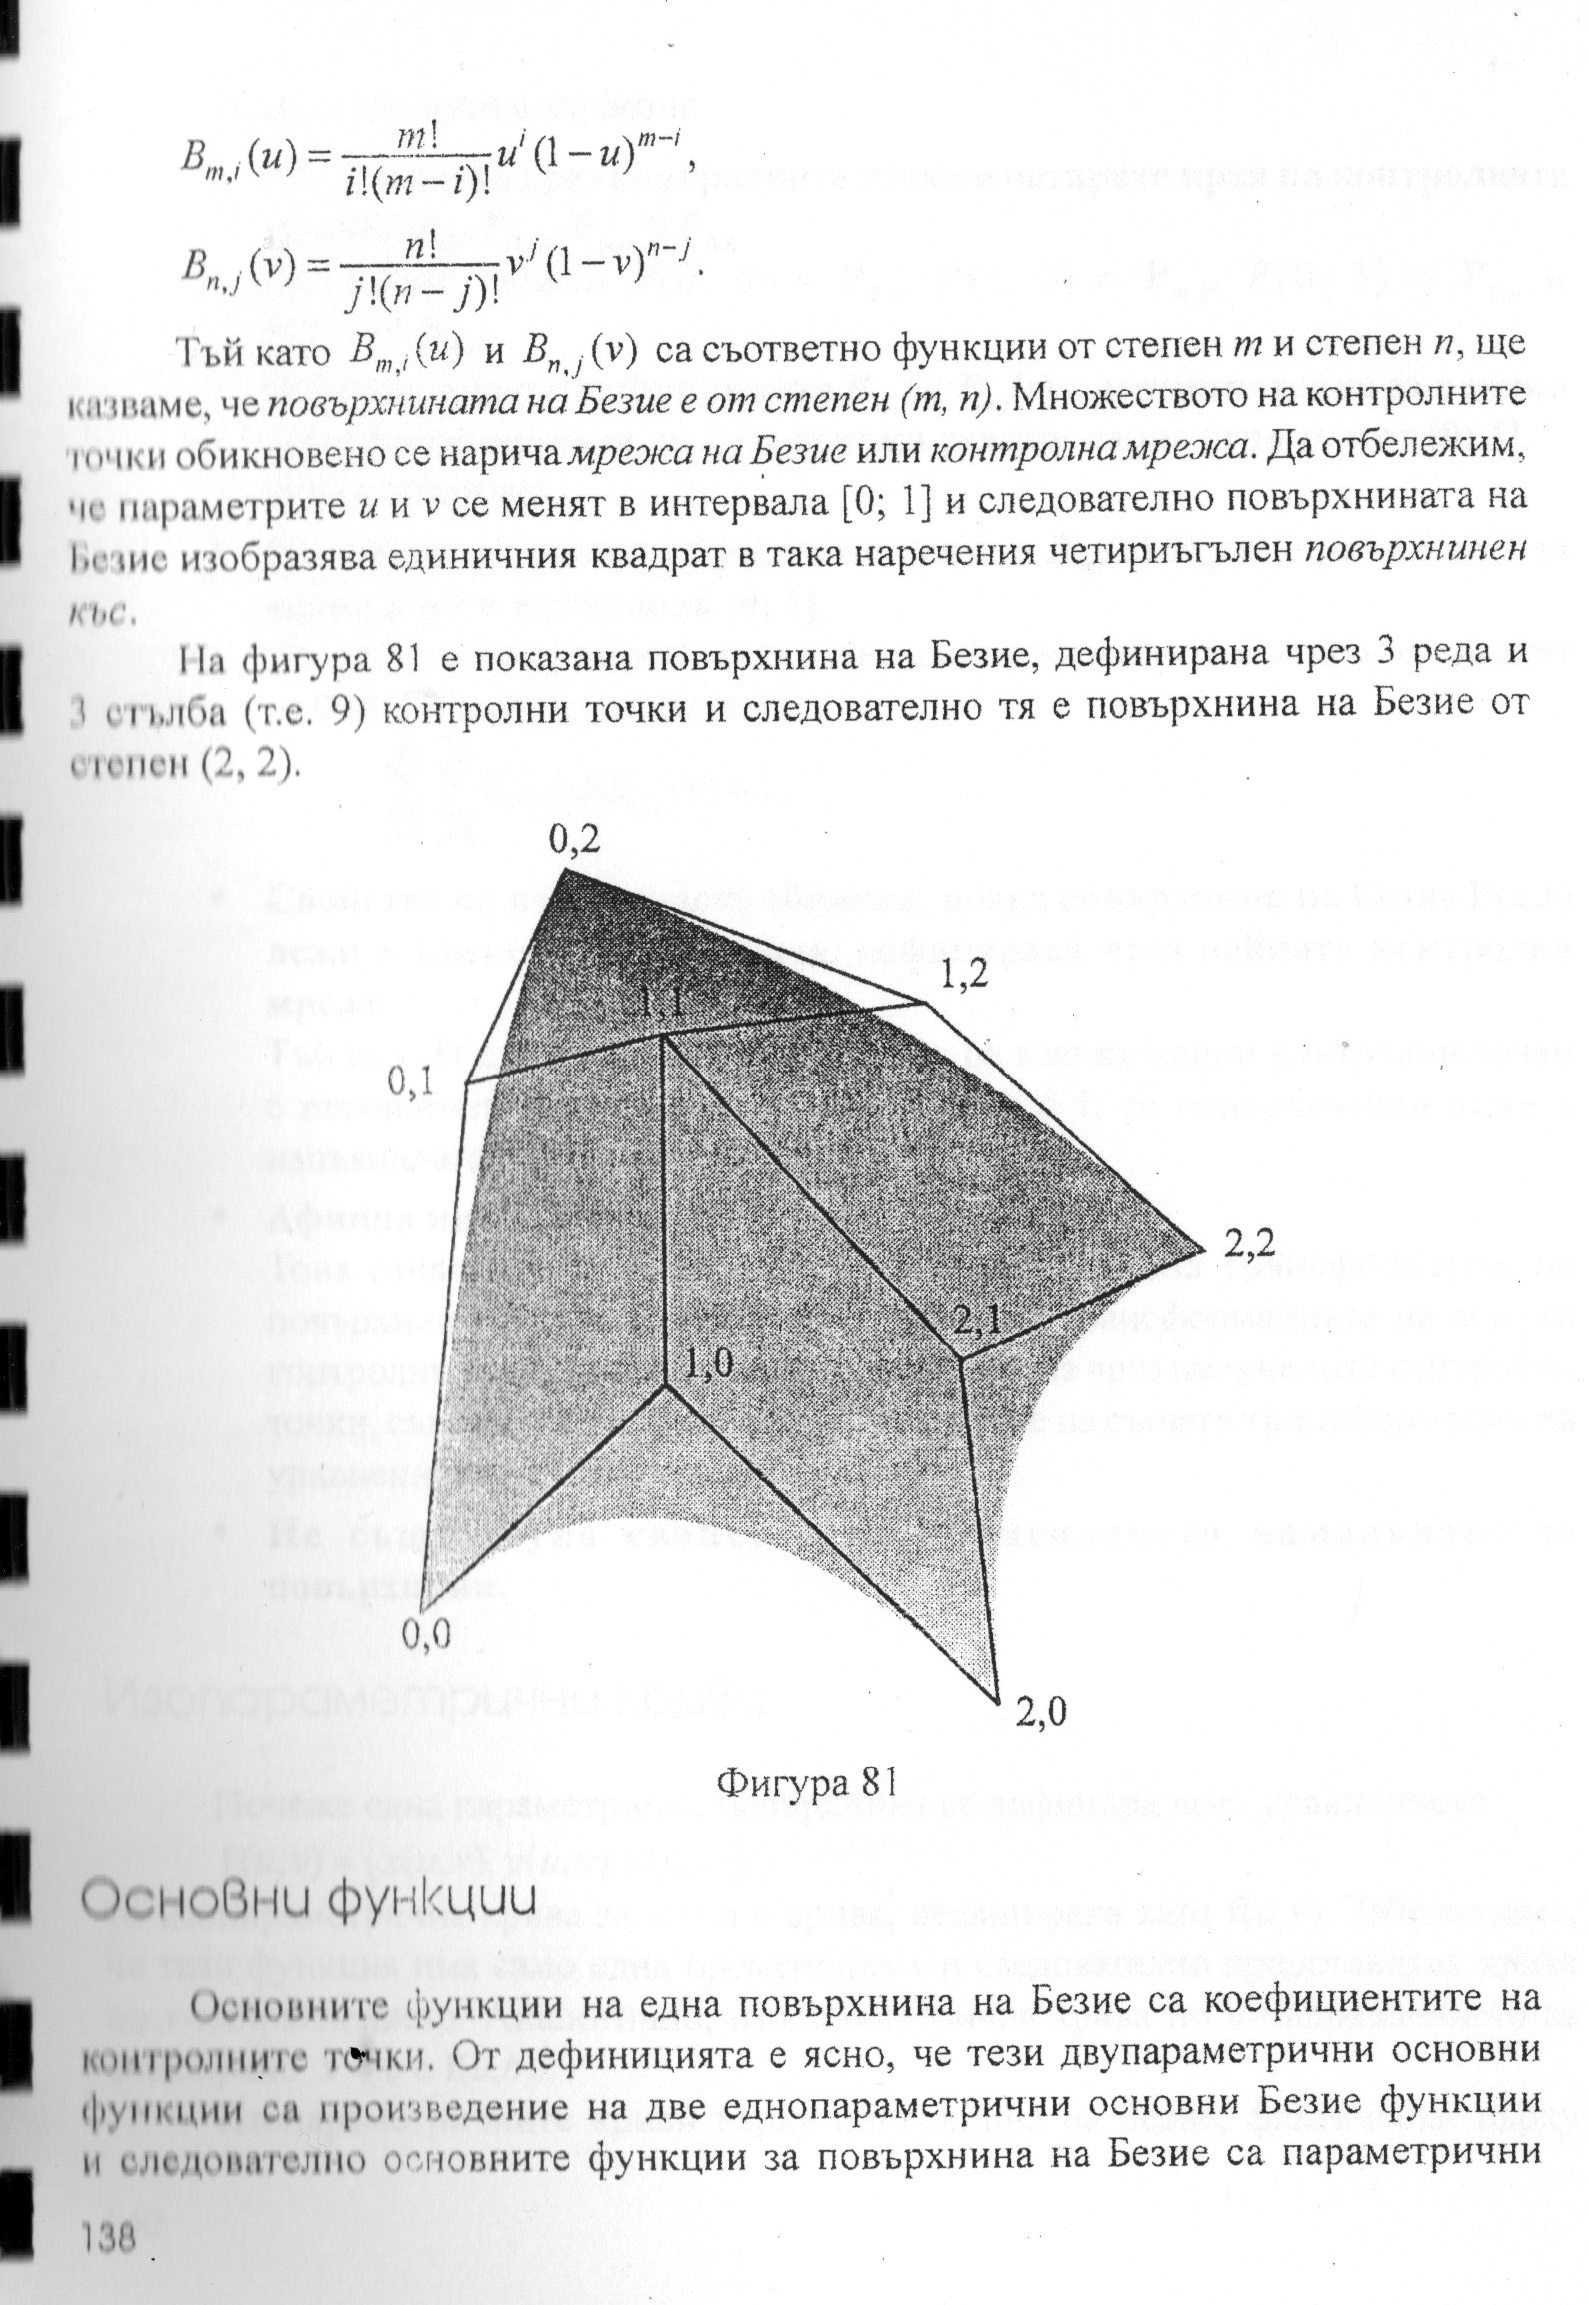 B_{m,i}(u) = \frac{m!}{i!(m-i)!} u^i (1-u)^{m-i},
B_{n,j}(v) = \frac{n!}{j!(n-j)!} v^j (1-v)^{n-j}.
Тъй като B_{m,i}(u) и B_{n,j}(v) са съответно функции от степен m и степен n, ще
казваме, че повърхнината на Безие е от степен (m, n). Множеството на контролните
точки обикновено се нарича мрежа на Безие или контролна мрежа. Да отбележим,
че параметрите u и v се менят в интервала [0; 1] и следователно повърхнината на
Безие изобразява единичния квадрат в така наречения четириъгълен повърхнинен
къс.
На фигура 81 е показана повърхнина на Безие, дефинирана чрез 3 реда и
3 стълба (т.е. 9) контролни точки и следователно тя е повърхнина на Безие от
степен (2, 2).
0,2
1,2
1,1
0,1
2,2
2,1
1,0
0,0
2,0
Фигура 81
Основни функции
Основните функции на една повърхнина на Безие са коефициентите на
контролните точки. От дефиницията е ясно, че тези двупараметрични основни
функции са произведение на две еднопараметрични основни Безие функции
и следователно основните функции за повърхнина на Безие са параметрични
138